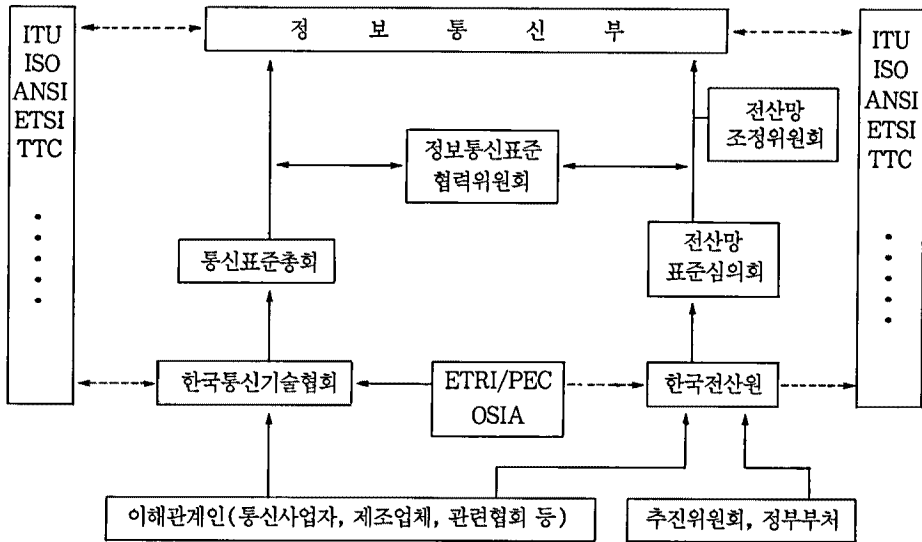 정 보 통 신 부
ITU
ISO
ANSI
ETSI
TTC
ITU
ISO
ANSI
ETSI
TTC
전산망
조정위원회
정보통신표준
협력위원회
통신표준총회
전산망
표준심의회
한국통신기술협회
ETRI/PEC
OSIA
한국전산원
이해관계인(통신사업자, 제조업체, 관련협회 등)
추진위원회, 정부부처